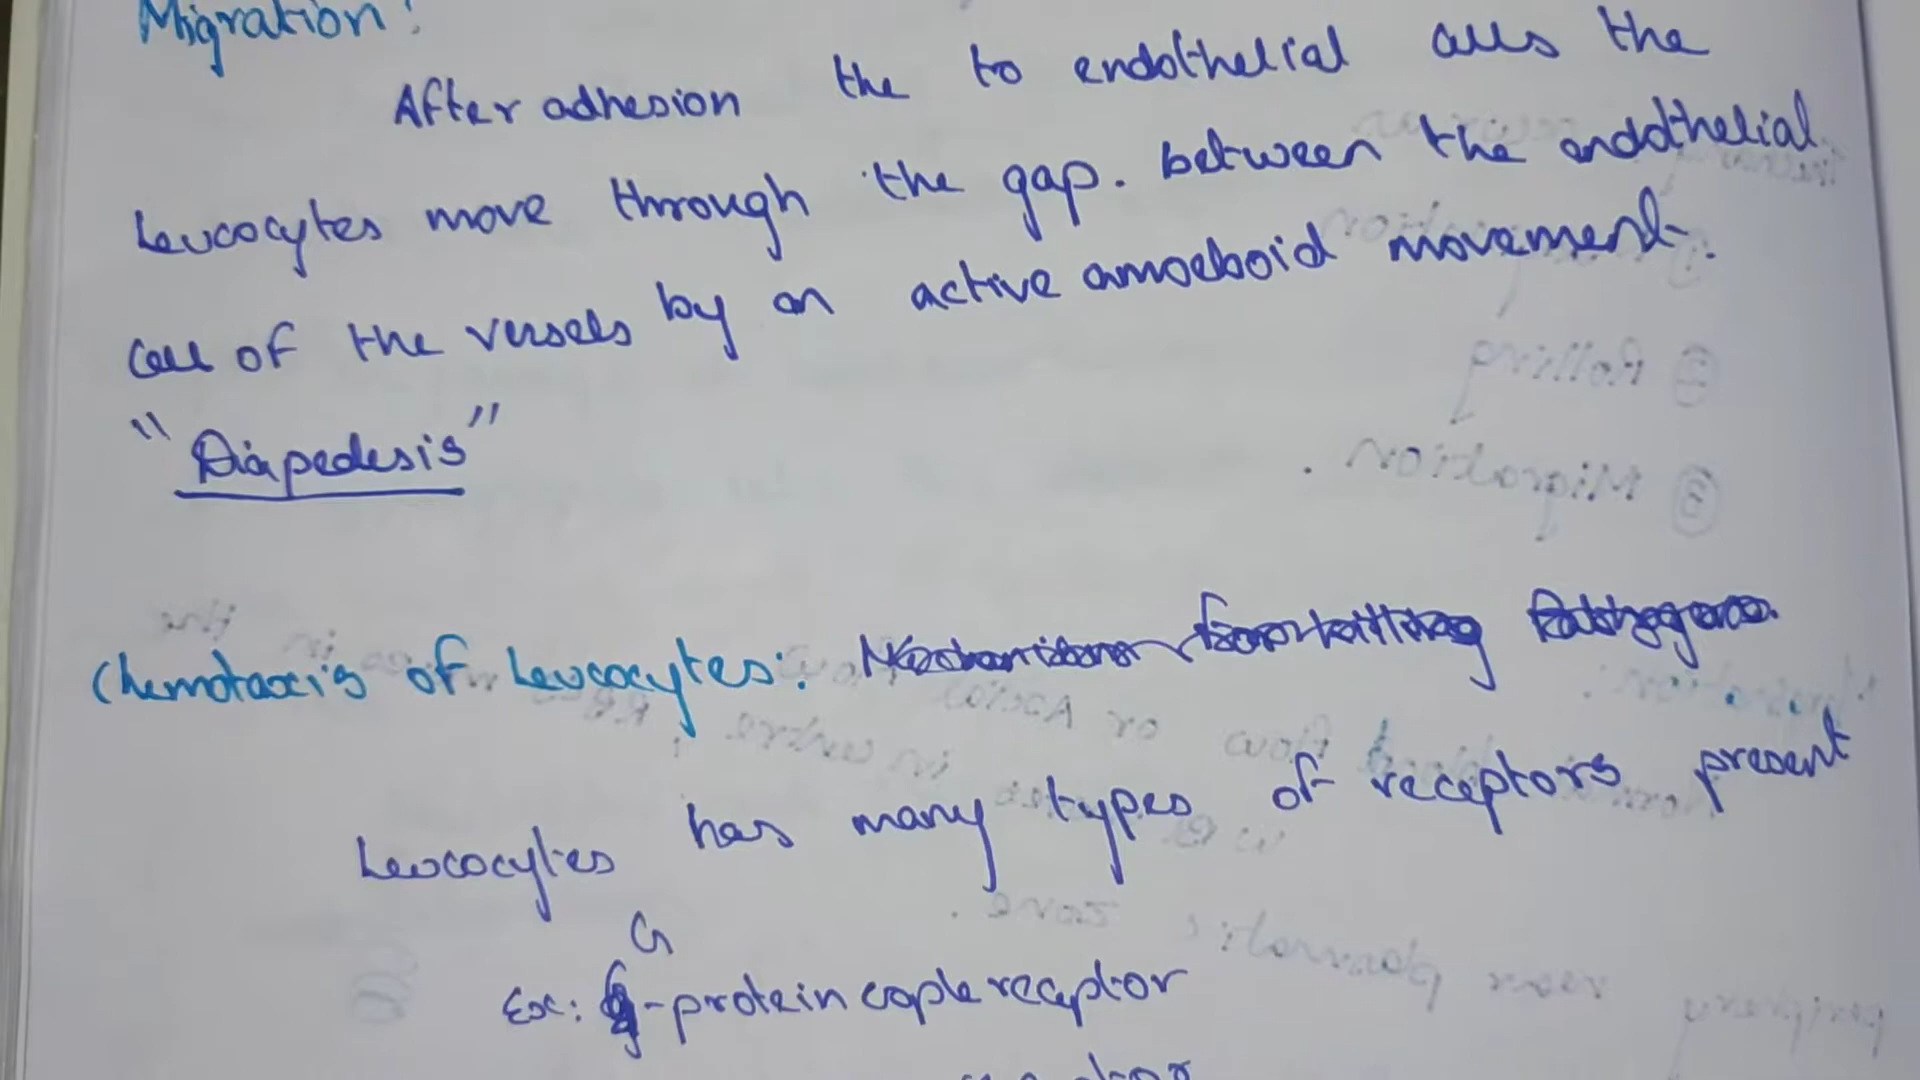 Migration:
After adhesion the to endothelial cells the
Leucocytes move through the gap. between the endothelial
Cell of the vessels by an active amoeboid movement.
"Diapedesis"
Chemotaxis of Leucocytes:
Leucocytes has many types of receptors present
G
Ex: -protein cople receptor